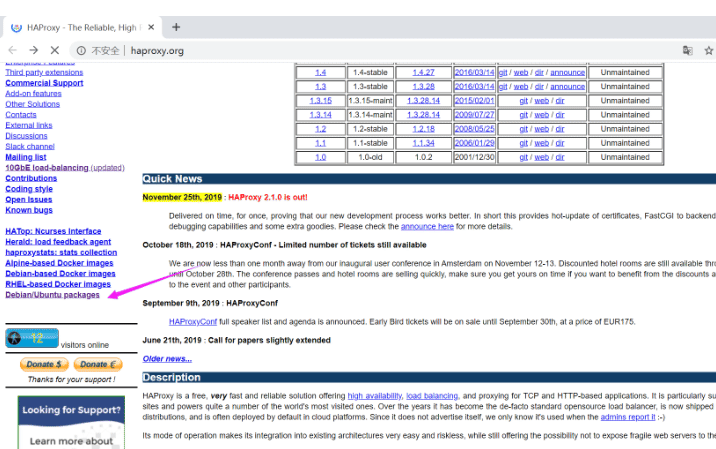 HAProxy - The Reliable, High
不安全
haproxy.org
Third party extensions
Commercial Support
Add-on features
Other Solutions
Contacts
External links
Discussions
Slack channel
Mailing list
10GbE load-balancing (updated)
Contributions
Coding style
Open Issues
Known bugs
HATop: Ncurses Interface
Herald: load feedback agent
haproxystats: stats collection
Alpine-based Docker images
Debian-based Docker images
RHEL-based Docker images
Debian/Ubuntu packages
12
visitors online
Donate $ Donate €
Thanks for your support !
Looking for Support?
Learn more about
1.4 1.4-stable 1.4.27 2016/03/14 git / web / dir / announce Unmaintained
1.3 1.3-stable 1.3.28 2016/03/14 git / web / dir / announce Unmaintained
1.3.15 1.3.15-maint 1.3.28.14 2015/02/01 git / web / dir Unmaintained
1.3.14 1.3.14-maint 1.3.28.14 2009/07/27 git / web / dir Unmaintained
1.2 1.2-stable 1.2.18 2008/05/25 git / web / dir Unmaintained
1.1 1.1-stable 1.1.34 2006/01/29 git / web / dir Unmaintained
1.0 1.0-old 1.0.2 2001/12/30 git / web / dir Unmaintained
Quick News
November 25th, 2019 : HAProxy 2.1.0 is out!
Delivered on time, for once, proving that our new development process works better. In short this provides hot-update of certificates, FastCGI to backend
debugging capabilities and some extra goodies. Please check the announce here for more details.
October 18th, 2019 : HAProxyConf - Limited number of tickets still available
We are now less than one month away from our inaugural user conference in Amsterdam on November 12-13. Discounted hotel rooms are still available thro
until October 28th. The conference passes and hotel rooms are selling quickly, make sure you get yours on time if you want to benefit from the discounts a
to the event and other participants.
September 9th, 2019 : HAProxyConf
HAProxyConf full speaker list and agenda is announced. Early Bird tickets will be on sale until September 30th, at a price of EUR175.
June 21th, 2019 : Call for papers slightly extended
Older news...
Description
HAProxy is a free, very fast and reliable solution offering high availability, load balancing, and proxying for TCP and HTTP-based applications. It is particularly su
sites and powers quite a number of the world's most visited ones. Over the years it has become the de-facto standard opensource load balancer, is now shipped
distributions, and is often deployed by default in cloud platforms. Since it does not advertise itself, we only know it's used when the admins report it :-)
Its mode of operation makes its integration into existing architectures very easy and riskless, while still offering the possibility not to expose fragile web servers to the